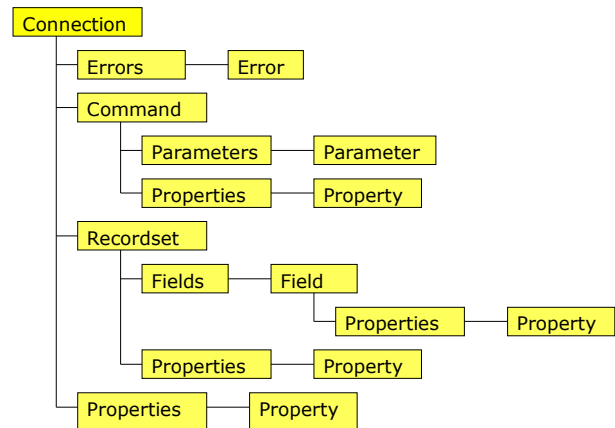 Connection
Errors Error
Command
Parameters Parameter
Properties Property
Recordset
Fields Field
Properties Property
Properties Property
Properties Property